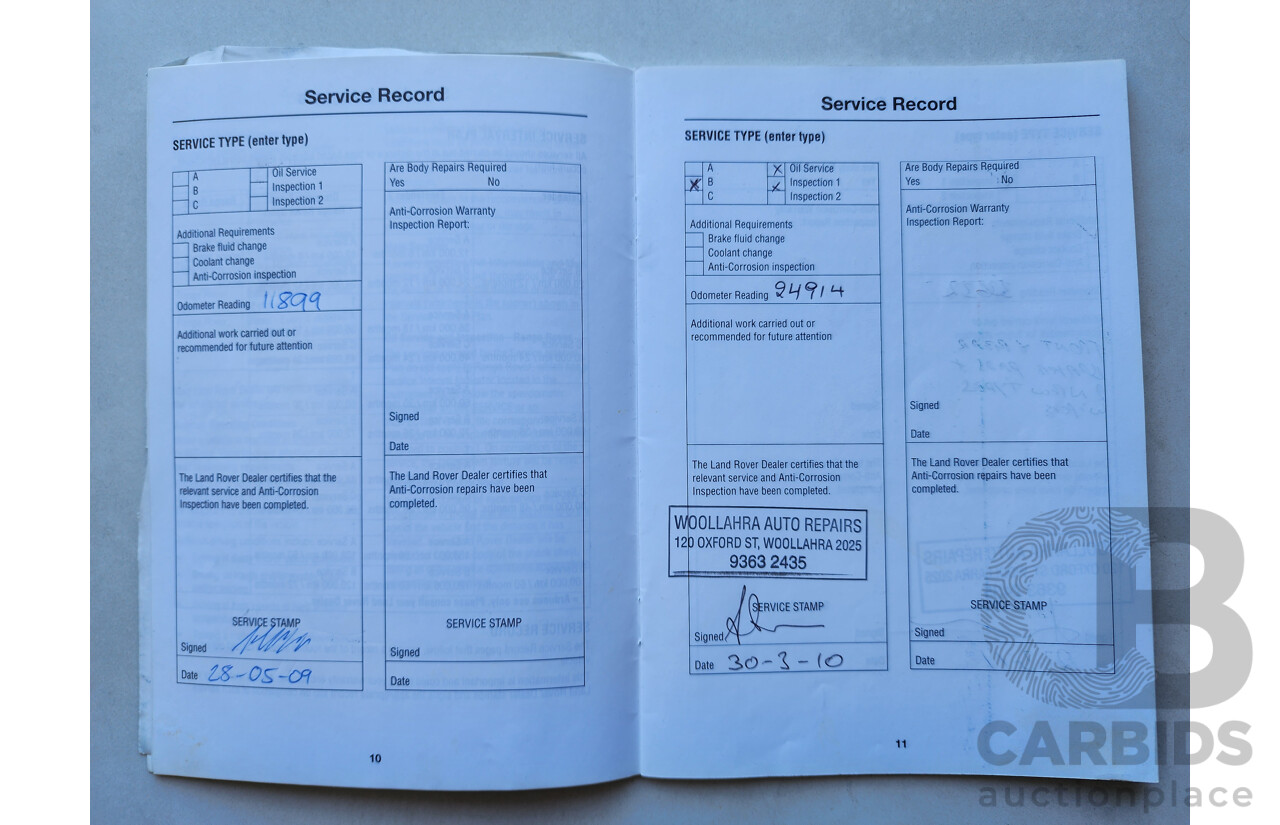 Service Record
SERVICE TYPE (enter type)
A
B
C
Oil Service
Inspection 1
Inspection 2
Additional Requirements
Brake fluid change
Coolant change
Anti-Corrosion inspection
Odometer Reading 11899
Additional work carried out or
recommended for future attention
The Land Rover Dealer certifies that the
relevant service and Anti-Corrosion
Inspection have been completed.
SERVICE STAMP
Signed
Date 28-05-09
Are Body Repairs Required
Yes No
Anti-Corrosion Warranty
Inspection Report:
Signed
Date
The Land Rover Dealer certifies that
Anti-Corrosion repairs have been
completed.
SERVICE STAMP
Signed
Date
10
Service Record
SERVICE TYPE (enter type)
A
X B
C
X Oil Service
X Inspection 1
Inspection 2
Additional Requirements
Brake fluid change
Coolant change
Anti-Corrosion inspection
Odometer Reading 24914
Additional work carried out or
recommended for future attention
The Land Rover Dealer certifies that the
relevant service and Anti-Corrosion
Inspection have been completed.
WOOLLAHRA AUTO REPAIRS
120 OXFORD ST, WOOLLAHRA 2025
9363 2435
SERVICE STAMP
Signed
Date 30-3-10
Are Body Repairs Required
Yes No
Anti-Corrosion Warranty
Inspection Report:
Signed
Date
The Land Rover Dealer certifies that
Anti-Corrosion repairs have been
completed.
SERVICE STAMP
Signed
Date
11
CB
CARBIDS
auctionplace